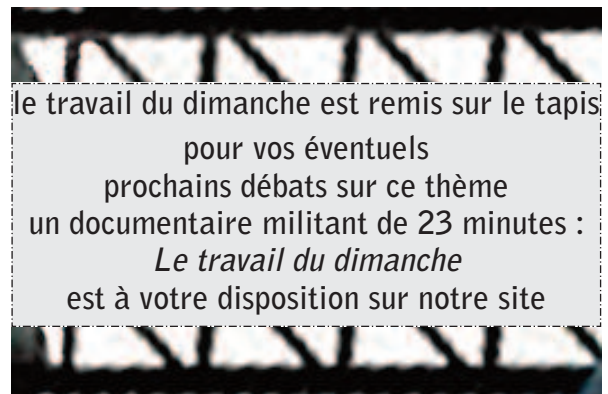 le travail du dimanche est remis sur le tapis
pour vos éventuels
prochains débats sur ce thème
un documentaire militant de 23 minutes :
Le travail du dimanche
est à votre disposition sur notre site